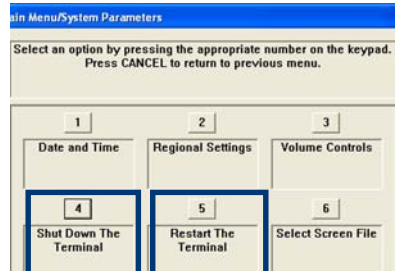 ain Menu/System Parameters
Select an option by pressing the appropriate number on the keypad.
Press CANCEL to return to previous menu.
1 2 3
Date and Time Regional Settings Volume Controls
4 5 6
Shut Down The Restart The Select Screen File
Terminal Terminal